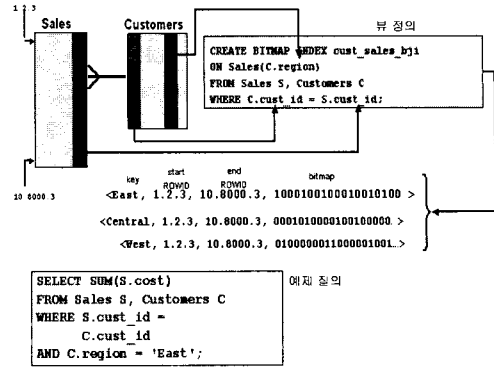 1 2.3
Sales
Customers
뷰 정의
CREATE BITMAP INDEX cust_sales_bji
ON Sales(C.region)
FROM Sales S, Customers C
WHERE C.cust_id = S.cust_id;
10 8000 3
key
start ROWID
end ROWID
bitmap
<East, 1.2.3, 10.8000.3, 1000100100010010100 >
<Central, 1.2.3, 10.8000.3, 0001010000100100000... >
<West, 1.2.3, 10.8000.3, 0100000011000001001...>
SELECT SUM(S.cost)
FROM Sales S, Customers C
WHERE S.cust_id =
C.cust_id
AND C.region = 'East';
예제 질의